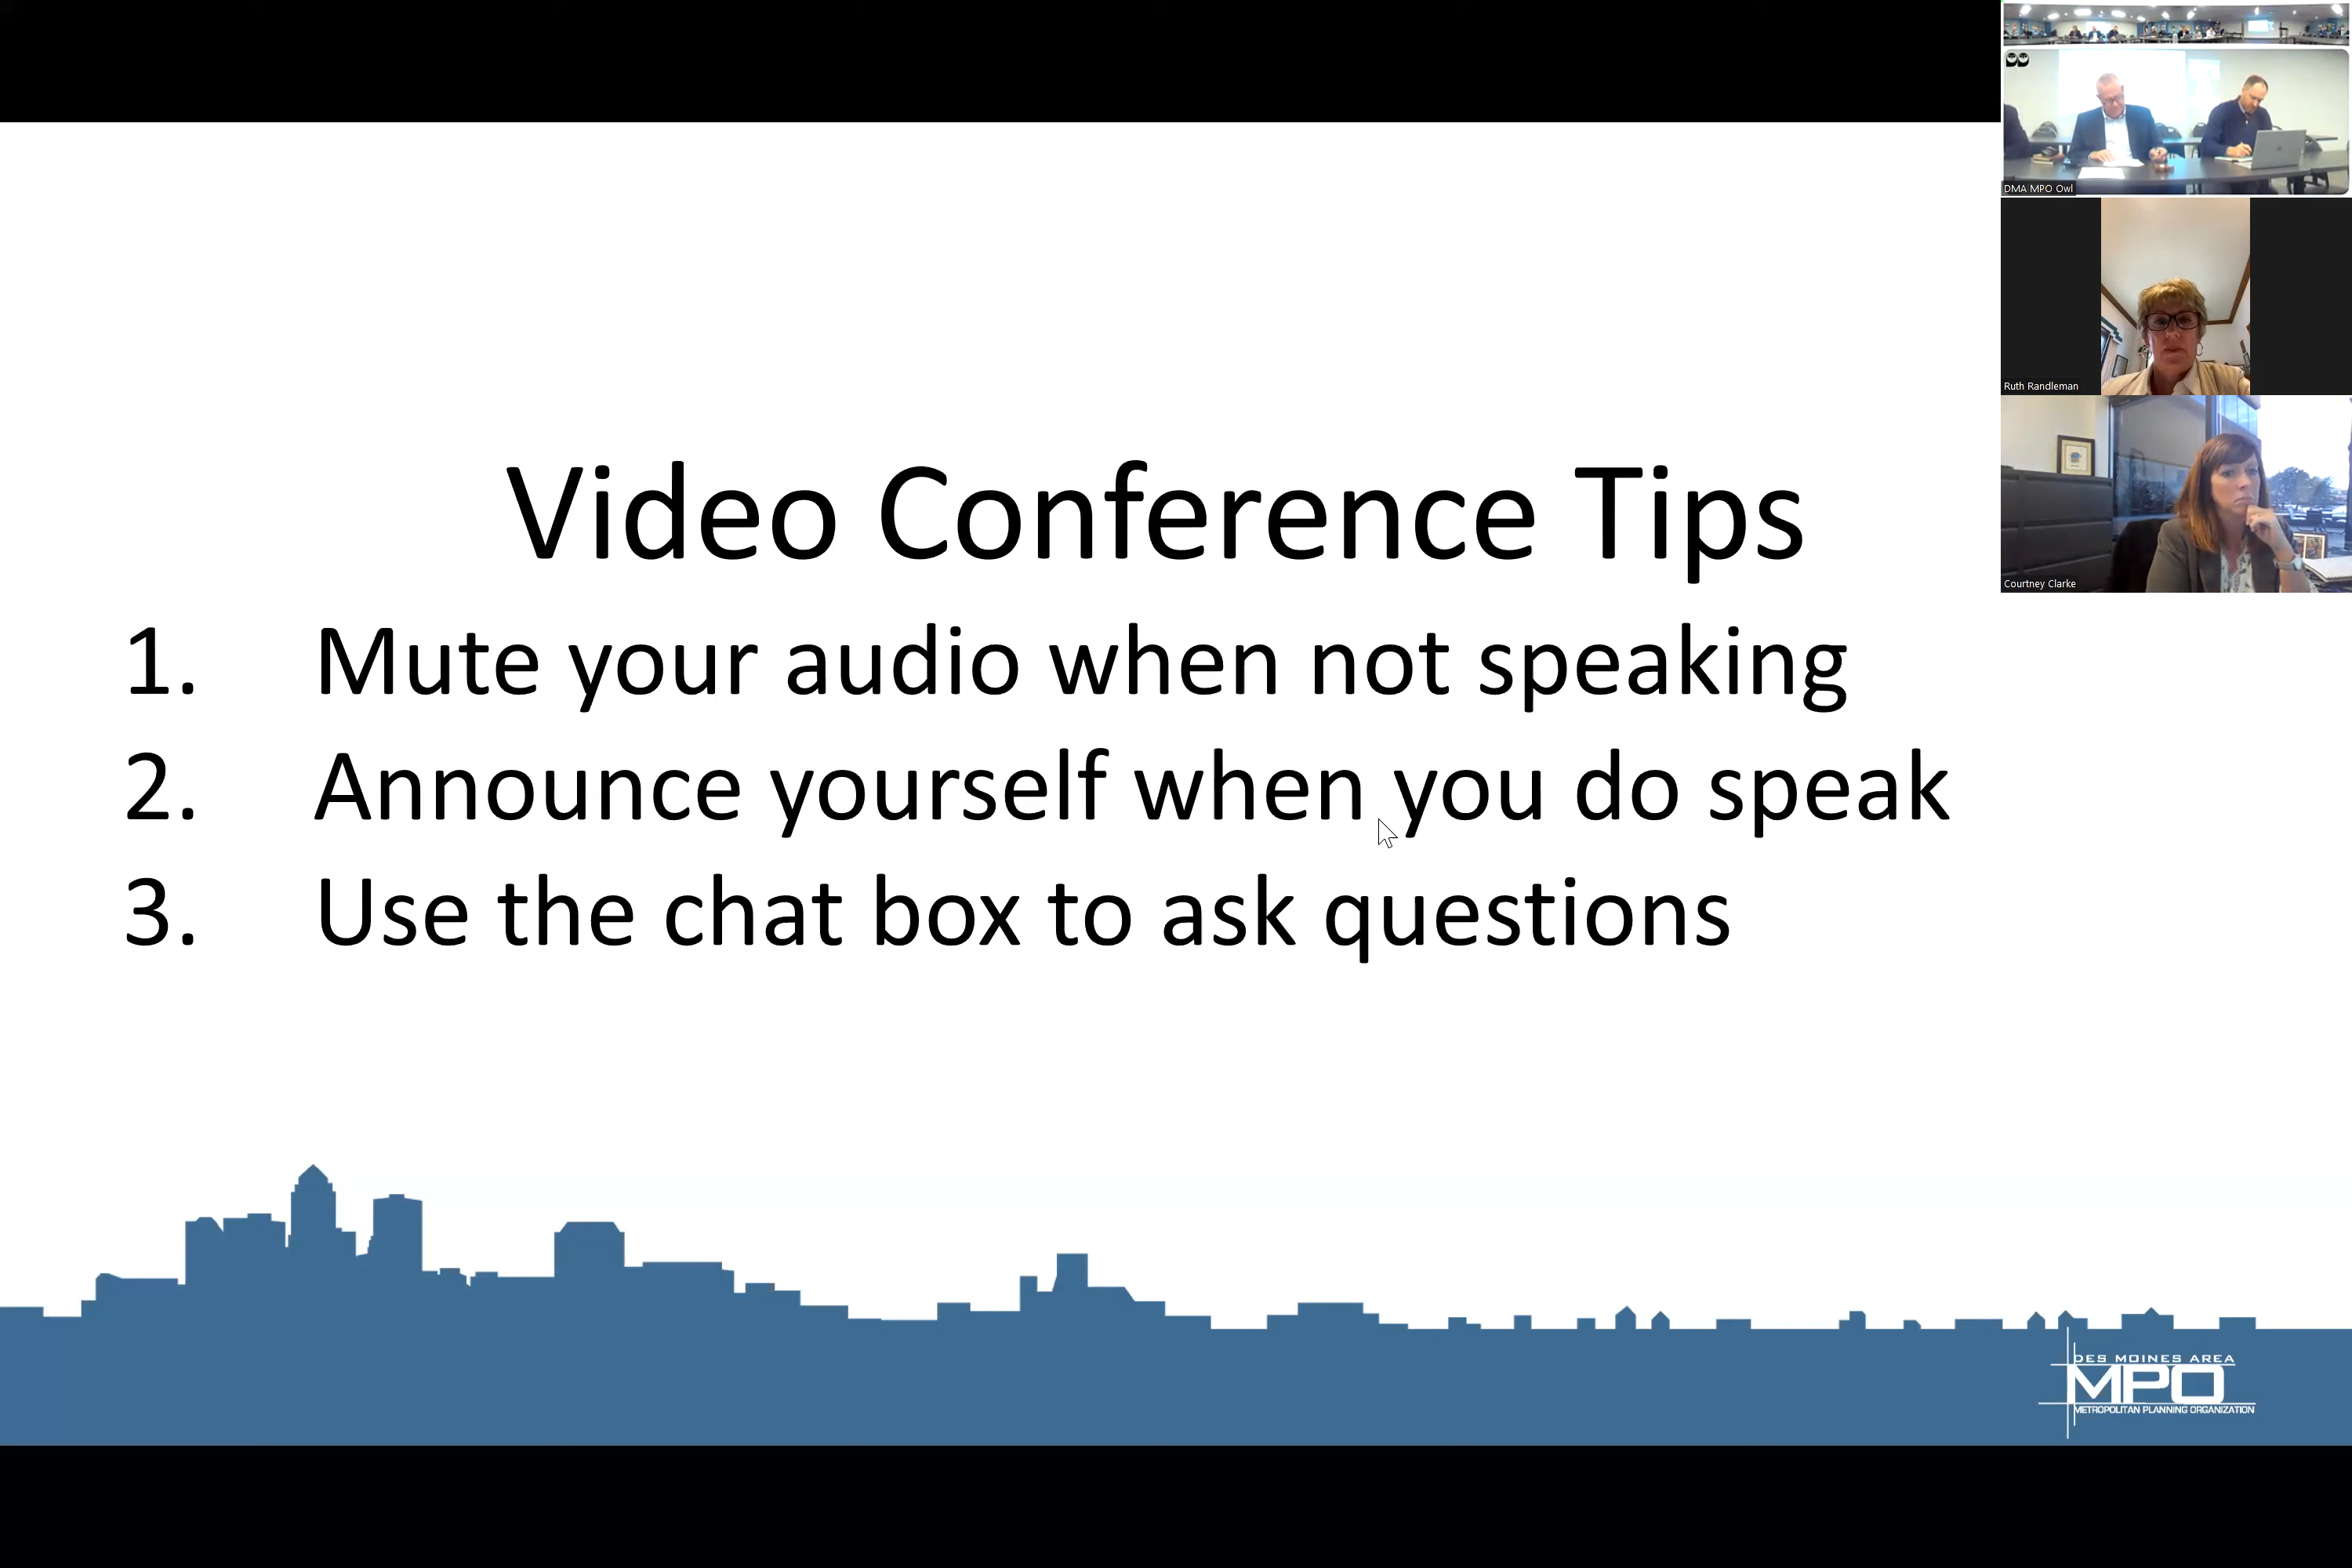 Video Conference Tips
1. Mute your audio when not speaking
2. Announce yourself when you do speak
3. Use the chat box to ask questions
DMA MPO Owl
Ruth Randleman
Courtney Clarke
DES MOINES AREA
MPO
METROPOLITAN PLANNING ORGANIZATION